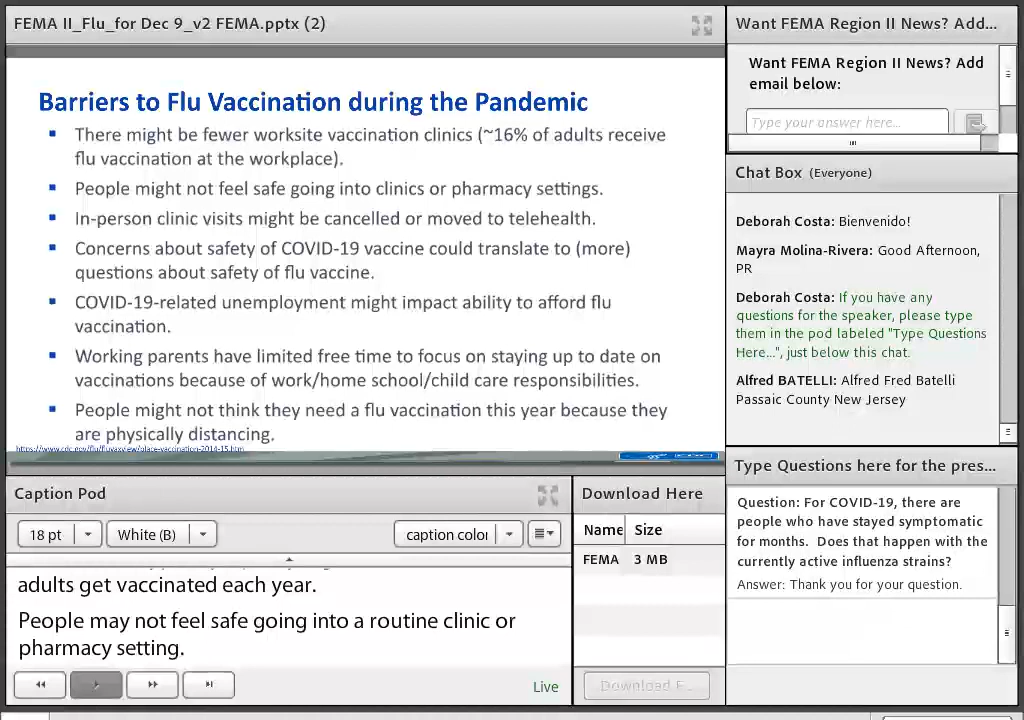 FEMA II_Flu_for Dec 9_v2 FEMA.pptx (2)
Barriers to Flu Vaccination during the Pandemic
▪ There might be fewer worksite vaccination clinics (~16% of adults receive
flu vaccination at the workplace).
▪ People might not feel safe going into clinics or pharmacy settings.
▪ In-person clinic visits might be cancelled or moved to telehealth.
▪ Concerns about safety of COVID-19 vaccine could translate to (more)
questions about safety of flu vaccine.
▪ COVID-19-related unemployment might impact ability to afford flu
vaccination.
▪ Working parents have limited free time to focus on staying up to date on
vaccinations because of work/home school/child care responsibilities.
▪ People might not think they need a flu vaccination this year because they
are physically distancing.
https://www.cdc.gov/flu/fluvaxview/place-vaccination-2014-15.htm
Caption Pod
18 pt
White (B)
caption color
adults get vaccinated each year.
People may not feel safe going into a routine clinic or
pharmacy setting.
Live
Download Here
Name Size
FEMA 3 MB
Download F...
Want FEMA Region II News? Add...
Want FEMA Region II News? Add
email below:
Type your answer here...
Chat Box (Everyone)
Deborah Costa: Bienvenido!
Mayra Molina-Rivera: Good Afternoon,
PR
Deborah Costa: If you have any
questions for the speaker, please type
them in the pod labeled "Type Questions
Here...", just below this chat.
Alfred BATELLI: Alfred Fred Batelli
Passaic County New Jersey
Type Questions here for the pres...
Question: For COVID-19, there are
people who have stayed symptomatic
for months. Does that happen with the
currently active influenza strains?
Answer: Thank you for your question.